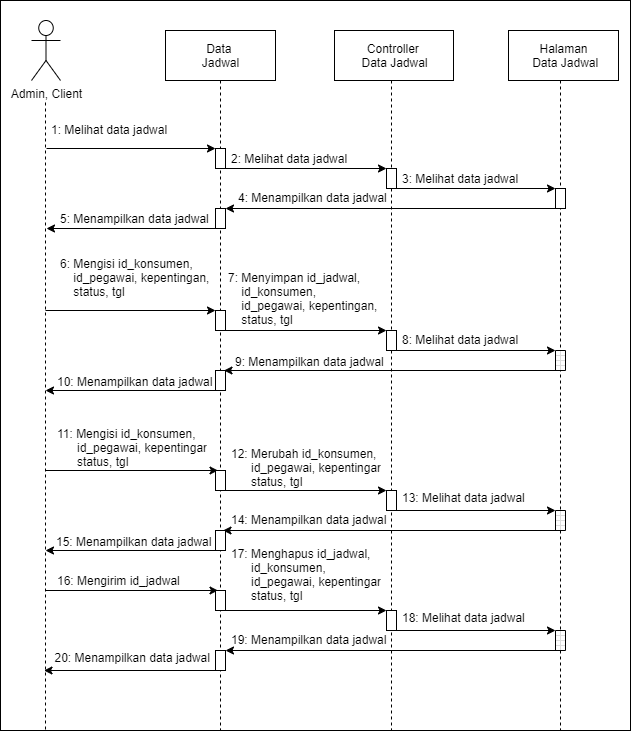 Admin, Client
Data
Jadwal
Controller
Data Jadwal
Halaman
Data Jadwal
1: Melihat data jadwal
2: Melihat data jadwal
3: Melihat data jadwal
4: Menampilkan data jadwal
5: Menampilkan data jadwal
6: Mengisi id_konsumen,
id_pegawai, kepentingan,
status, tgl
7: Menyimpan id_jadwal,
id_konsumen,
id_pegawai, kepentingan,
status, tgl
8: Melihat data jadwal
9: Menampilkan data jadwal
10: Menampilkan data jadwal
11: Mengisi id_konsumen,
id_pegawai, kepentingar
status, tgl
12: Merubah id_konsumen,
id_pegawai, kepentingar
status, tgl
13: Melihat data jadwal
14: Menampilkan data jadwal
15: Menampilkan data jadwal
16: Mengirim id_jadwal
17: Menghapus id_jadwal,
id_konsumen,
id_pegawai, kepentingar
status, tgl
18: Melihat data jadwal
19: Menampilkan data jadwal
20: Menampilkan data jadwal